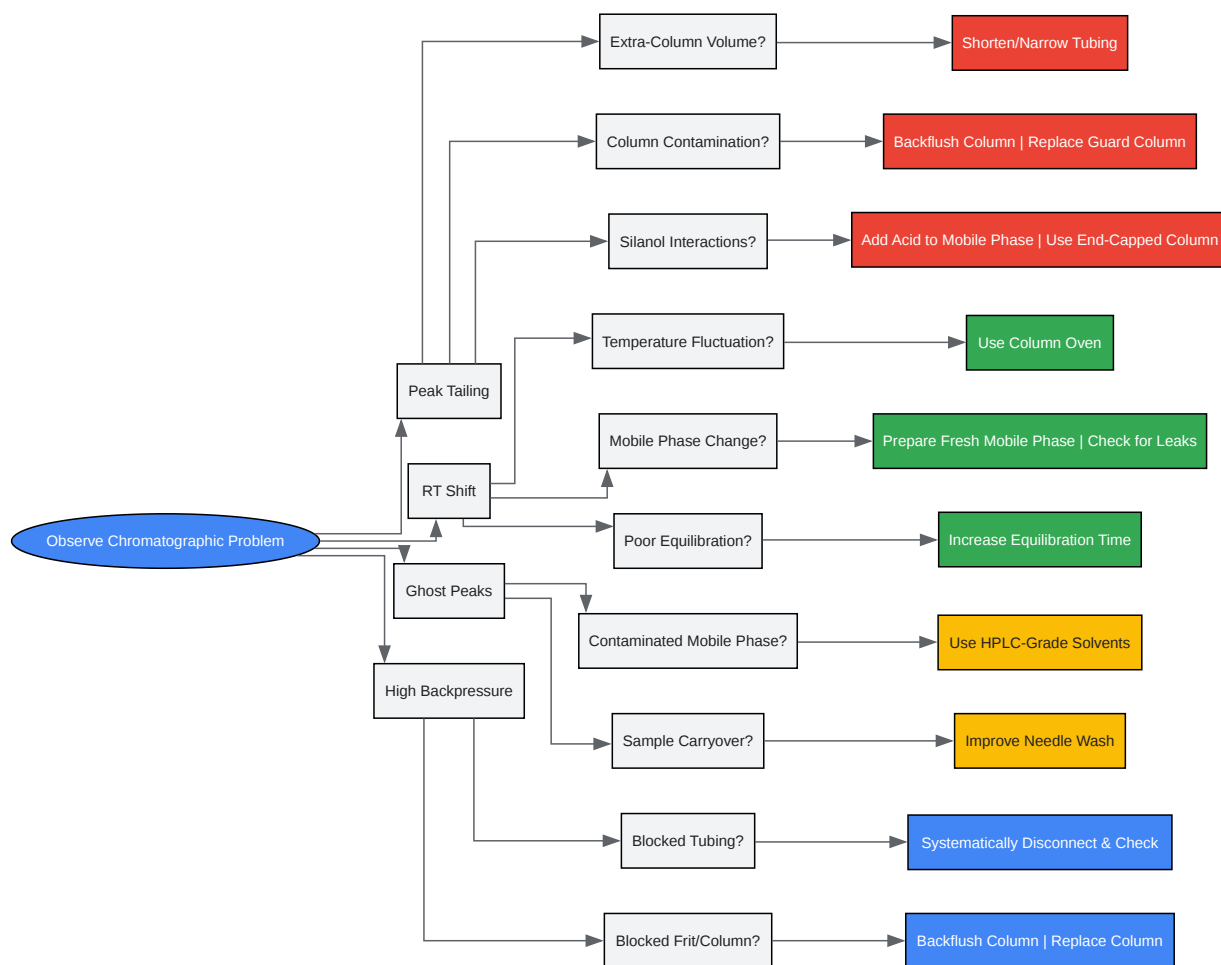 Extra-Column Volume?
Shorten/Narrow Tubing
Column Contamination?
Backflush Column | Replace Guard Column
Silanol Interactions?
Add Acid to Mobile Phase | Use End-Capped Column
Temperature Fluctuation?
Use Column Oven
Peak Tailing
Mobile Phase Change?
Prepare Fresh Mobile Phase | Check for Leaks
RT Shift
Observe Chromatographic Problem
Poor Equilibration?
Increase Equilibration Time
Ghost Peaks
Contaminated Mobile Phase?
Use HPLC-Grade Solvents
High Backpressure
Sample Carryover?
Improve Needle Wash
Blocked Tubing?
Systematically Disconnect & Check
Blocked Frit/Column?
Backflush Column | Replace Column